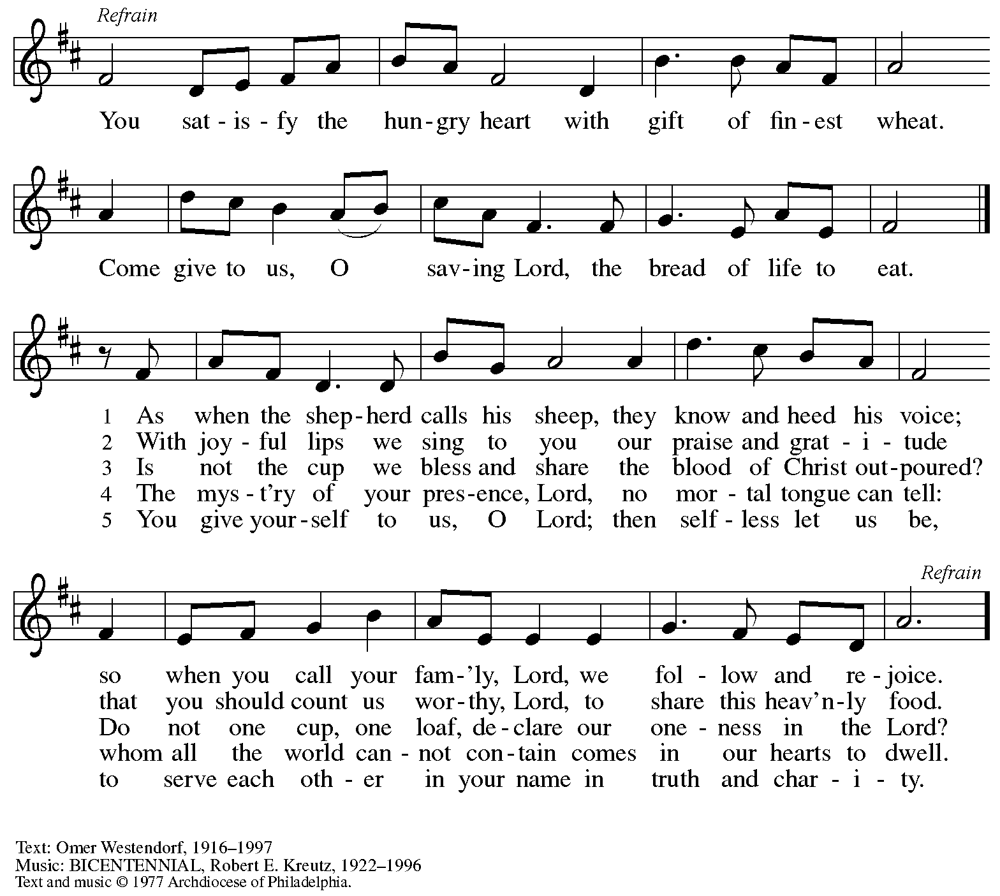 Refrain
You sat - is - fy the hun - gry heart with gift of fin - est wheat.
Come give to us, O sav - ing Lord, the bread of life to eat.
1 As when the shep - herd calls his sheep, they know and heed his voice;
2 With joy - ful lips we sing to you our praise and grat - i - tude
3 Is not the cup we bless and share the blood of Christ out - poured?
4 The mys - t'ry of your pres - ence, Lord, no mor - tal tongue can tell:
5 You give your - self to us, O Lord; then self - less let us be,
Refrain
so when you call your fam - 'ly, Lord, we fol - low and re - joice.
that you should count us wor - thy, Lord, to share this heav'n - ly food.
Do not one cup, one loaf, de - clare our one - ness in the Lord?
whom all the world can - not con - tain comes in our hearts to dwell.
to serve each oth - er in your name in truth and char - i - ty.
Text: Omer Westendorf, 1916–1997
Music: BICENTENNIAL, Robert E. Kreutz, 1922–1996
Text and music © 1977 Archdiocese of Philadelphia.